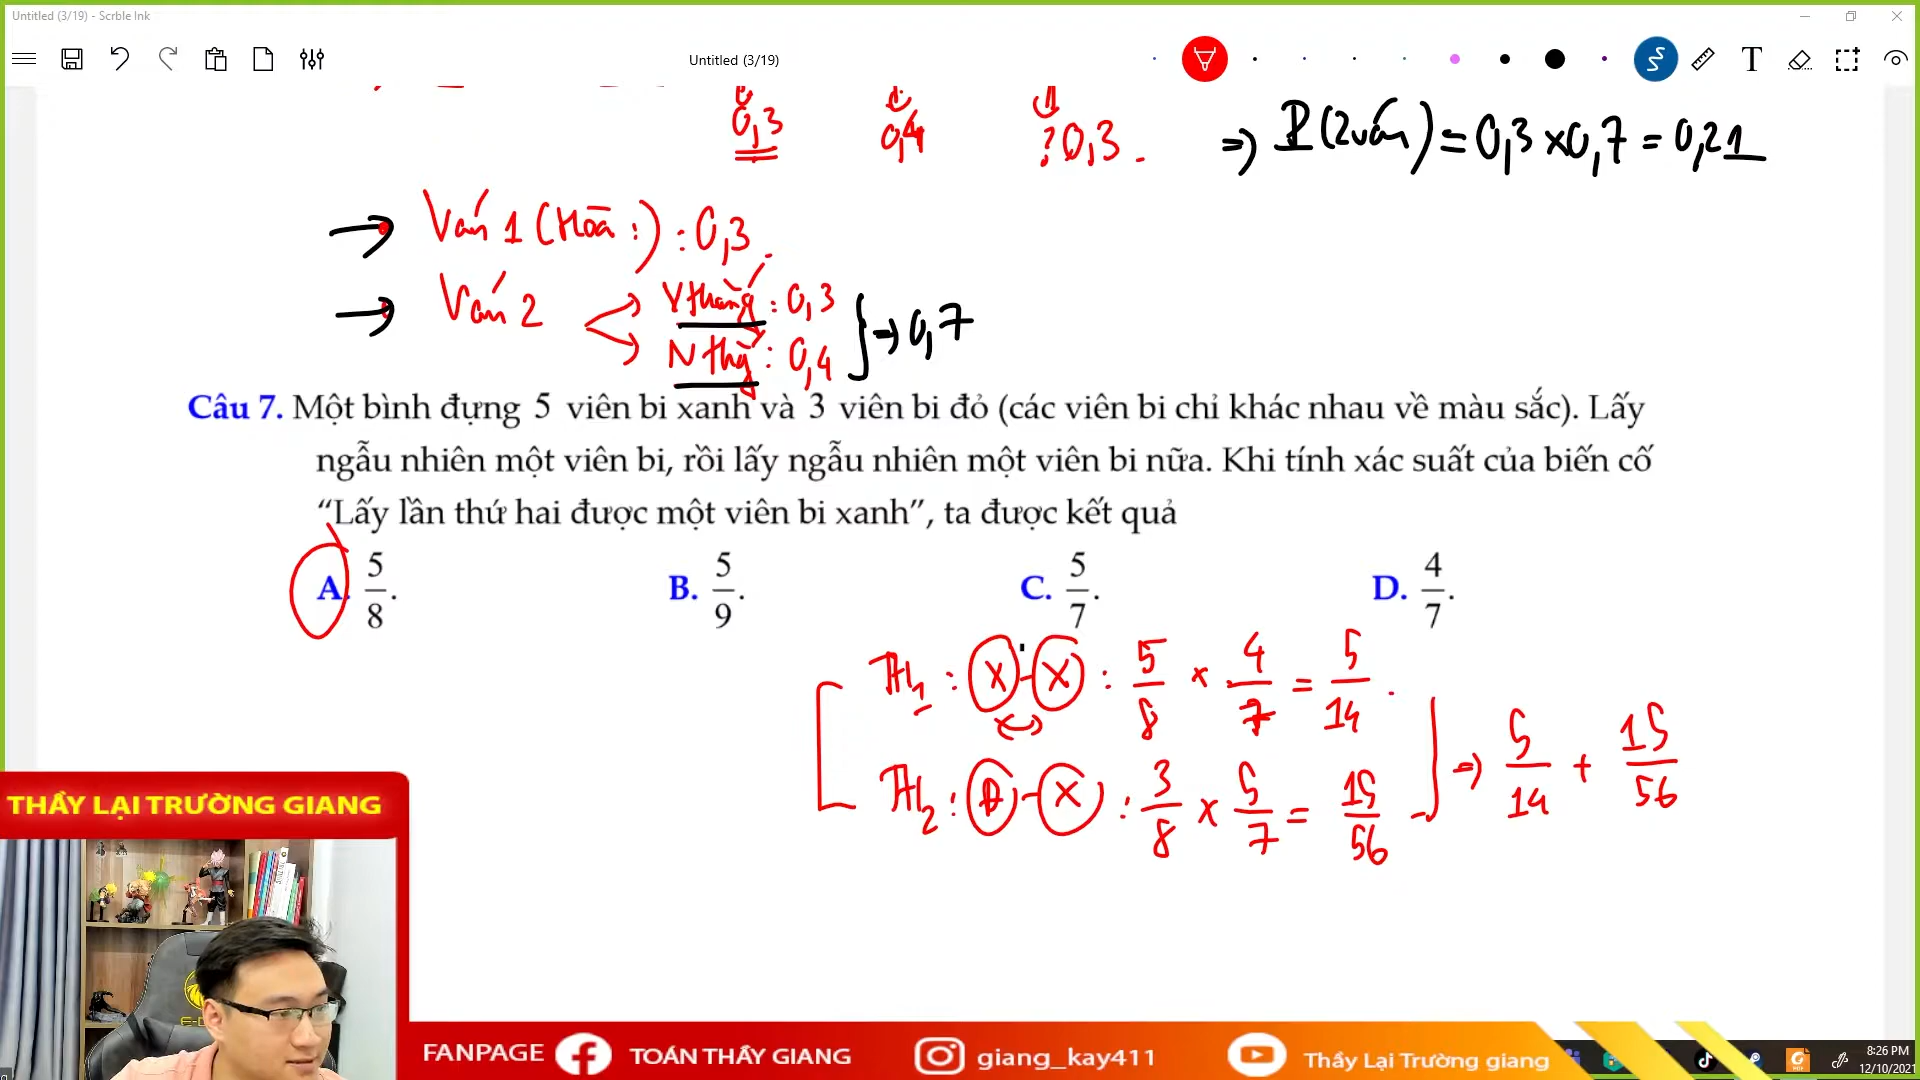 Untitled (3/19) - Scrble Ink
Untitled (3/19)
0,3 0,4 ?0,3. => P(2 ván) = 0,3 x 0,7 = 0,21
→ Ván 1 (Hoà): 0,3.
→ Ván 2
V thắng: 0,3
N thg: 0,4
} => 0,7
Câu 7. Một bình đựng 5 viên bi xanh và 3 viên bi đỏ (các viên bi chỉ khác nhau về màu sắc). Lấy
ngẫu nhiên một viên bi, rồi lấy ngẫu nhiên một viên bi nữa. Khi tính xác suất của biến cố
“Lấy lần thứ hai được một viên bi xanh”, ta được kết quả
A. 5/8. B. 5/9. C. 5/7. D. 4/7.
TH1: X - X : 5/8 x 4/7 = 5/14.
TH2: Đ - X : 3/8 x 5/7 = 15/56
=> 5/14 + 15/56
THẦY LẠI TRƯỜNG GIANG
FANPAGE TOÁN THẦY GIANG giang_kay411 Thầy Lại Trường giang
8:26 PM
12/10/2021